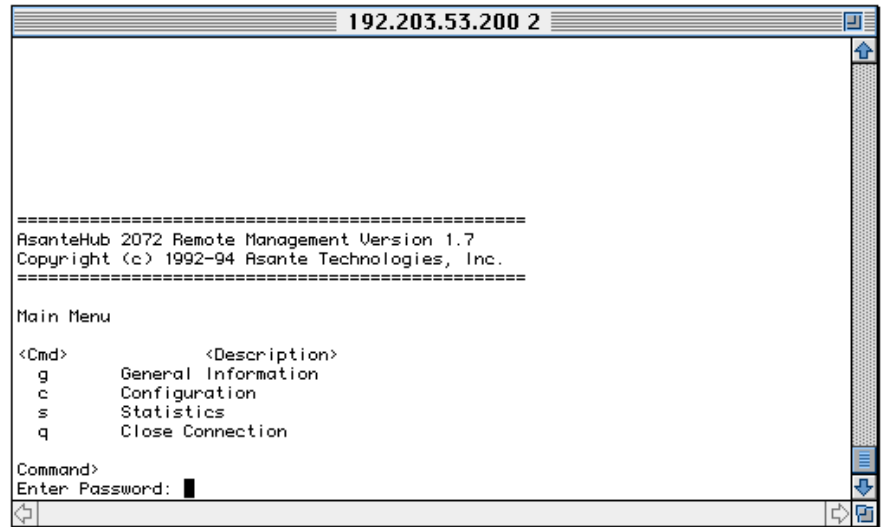 192.203.53.200 2
=================================================
AsanteHub 2072 Remote Management Version 1.7
Copyright (c) 1992-94 Asante Technologies, Inc.
=================================================
Main Menu
<Cmd> <Description>
g General Information
c Configuration
s Statistics
q Close Connection
Command>
Enter Password: